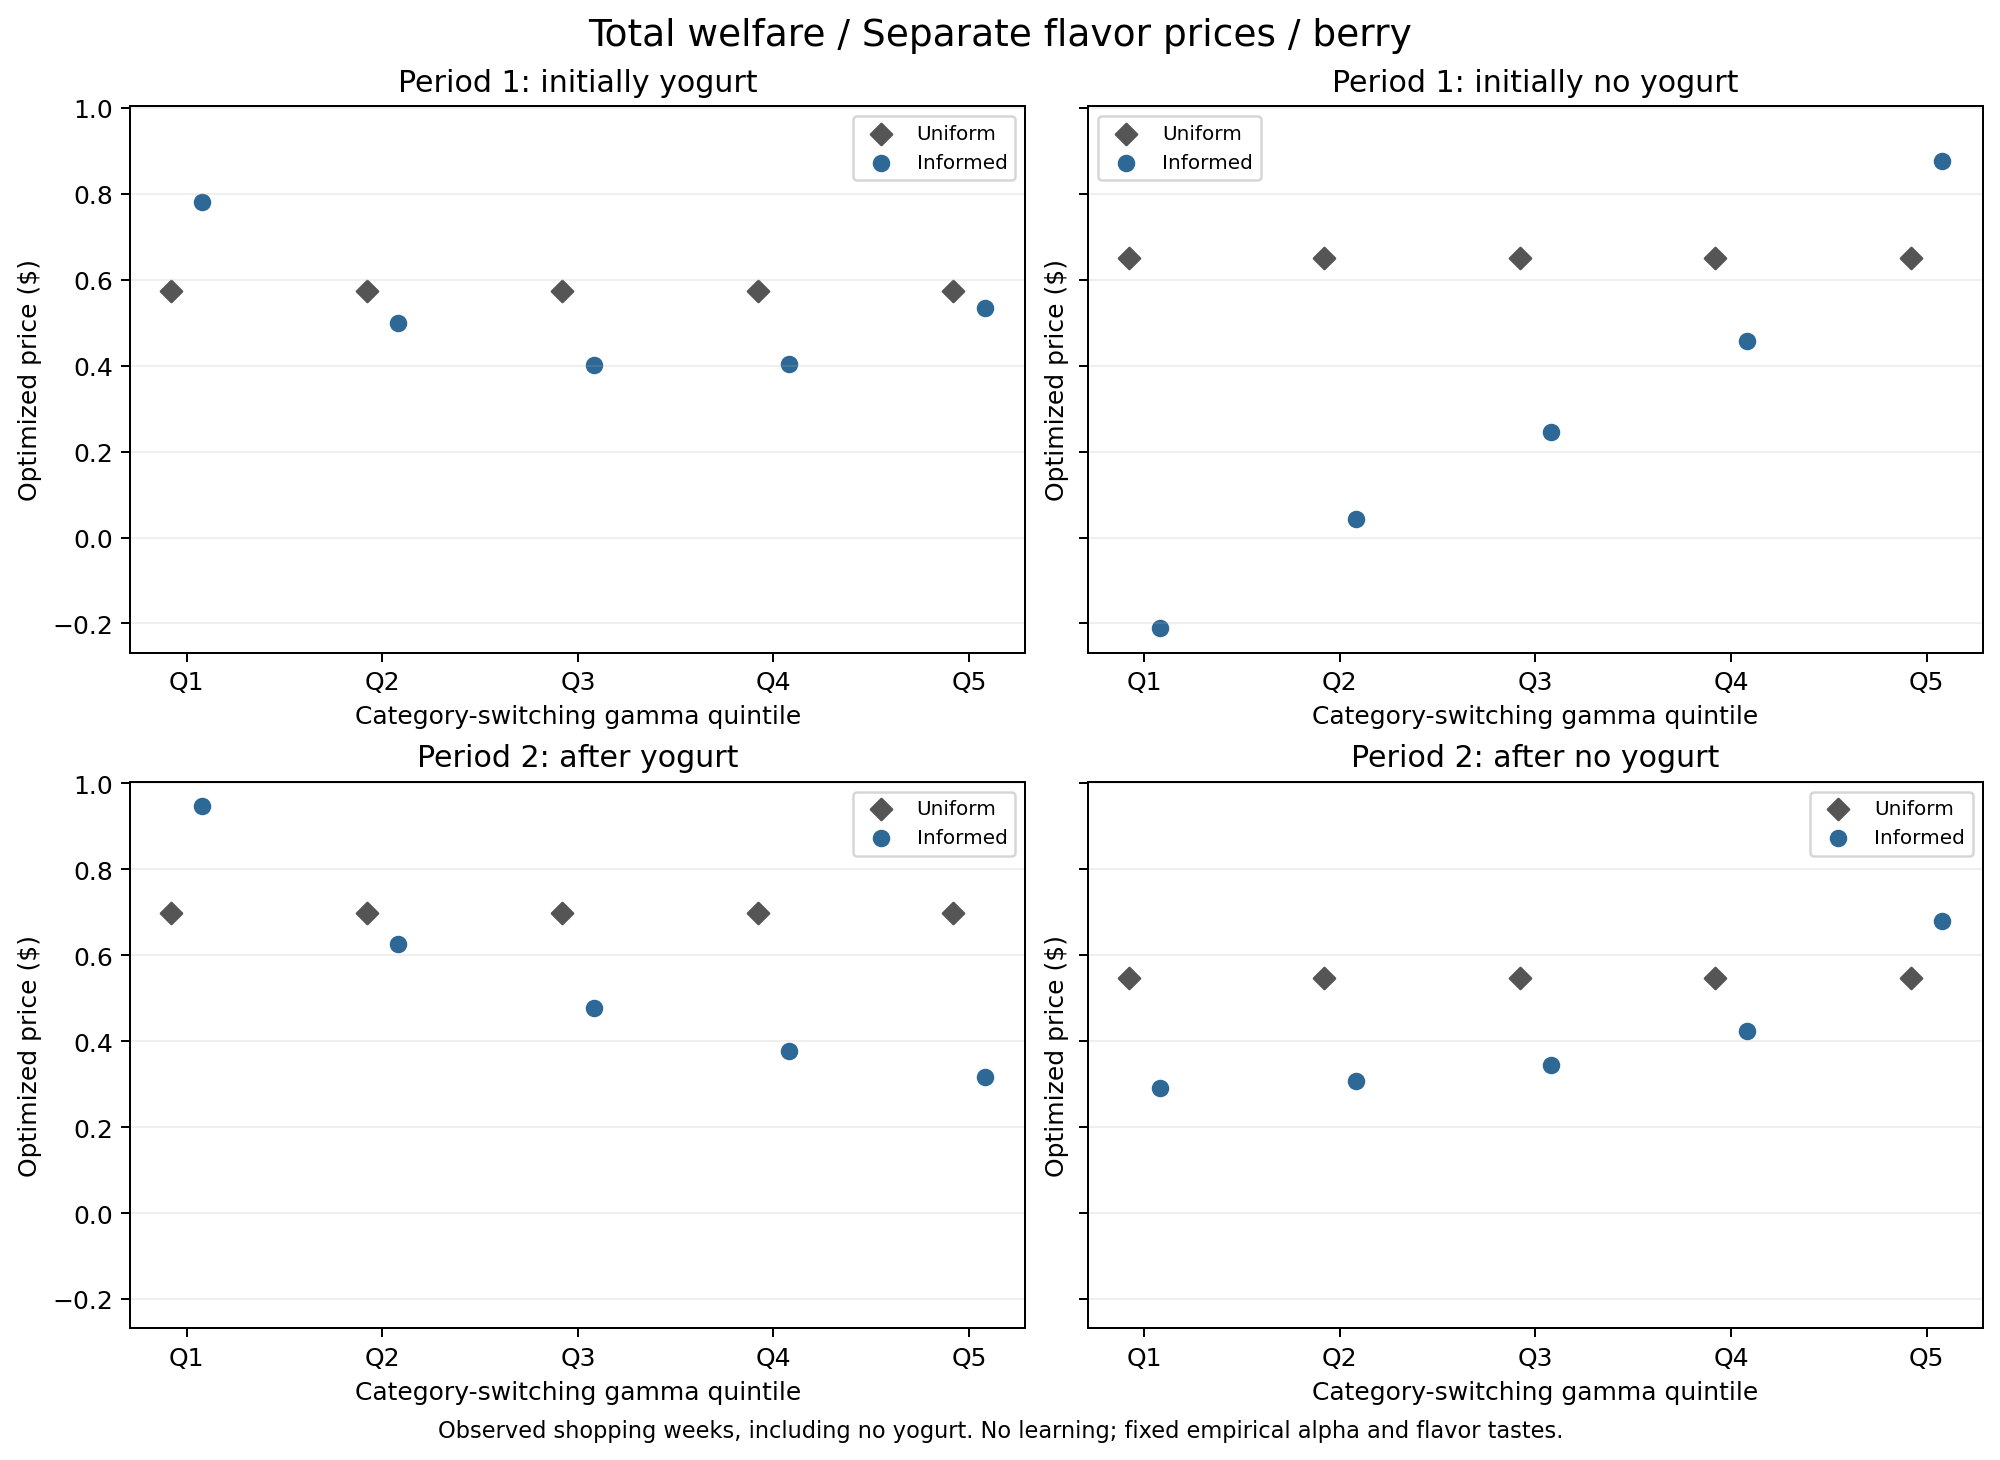 Total welfare / Separate flavor prices / berry
Period 1: initially yogurt
Optimized price ($)
1.0
0.8
0.6
0.4
0.2
0.0
−0.2
Uniform
Informed
Q1 Q2 Q3 Q4 Q5
Category-switching gamma quintile
Period 1: initially no yogurt
Optimized price ($)
Uniform
Informed
Q1 Q2 Q3 Q4 Q5
Category-switching gamma quintile
Period 2: after yogurt
Optimized price ($)
1.0
0.8
0.6
0.4
0.2
0.0
−0.2
Uniform
Informed
Q1 Q2 Q3 Q4 Q5
Category-switching gamma quintile
Period 2: after no yogurt
Optimized price ($)
Uniform
Informed
Q1 Q2 Q3 Q4 Q5
Category-switching gamma quintile
Observed shopping weeks, including no yogurt. No learning; fixed empirical alpha and flavor tastes.